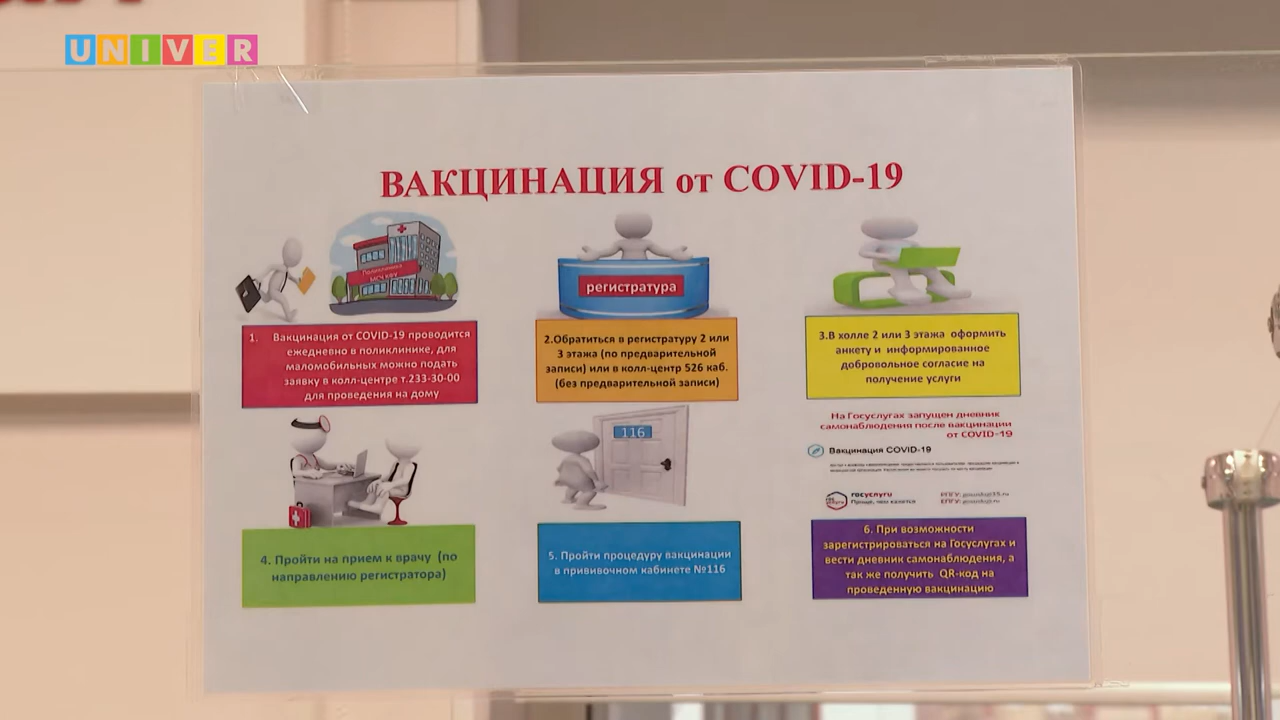 UNIVER
ВАКЦИНАЦИЯ от COVID-19
Поликлиника
регистратура
1. Вакцинация от COVID-19 проводится
ежедневно в поликлинике, для
маломобильных можно подать
заявку в колл-центре т.233-30-00
для проведения на дому
2.Обратиться в регистратуру 2 или
3 этажа (по предварительной
записи) или в колл-центр 526 каб.
(без предварительной записи)
3.В холле 2 или 3 этажа оформить
анкету и информированное
добровольное согласие на
получение услуги
116
На Госуслугах запущен дневник
самонаблюдения после вакцинации
от COVID-19
Вакцинация COVID-19
госуслуги
Проще, чем кажется
4. Пройти на прием к врачу (по
направлению регистратора)
5. Пройти процедуру вакцинации
в прививочном кабинете №116
6. При возможности
зарегистрироваться на Госуслугах и
вести дневник самонаблюдения, а
так же получить QR-код на
проведенную вакцинацию